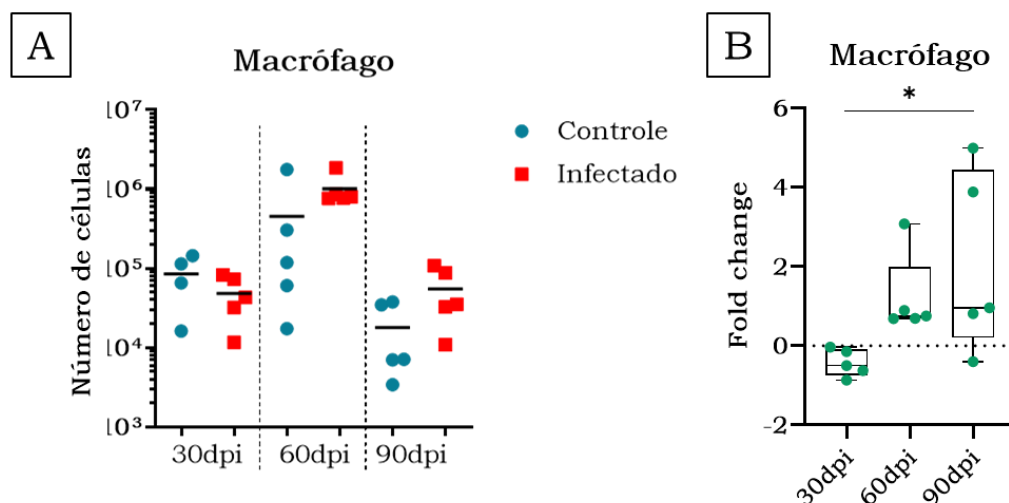 A
Macrófago
Número de células
10⁷
10⁶
10⁵
10⁴
10³
30dpi
60dpi
90dpi
Controle
Infectado
B
Macrófago
*
Fold change
6
4
2
0
-2
30dpi
60dpi
90dpi